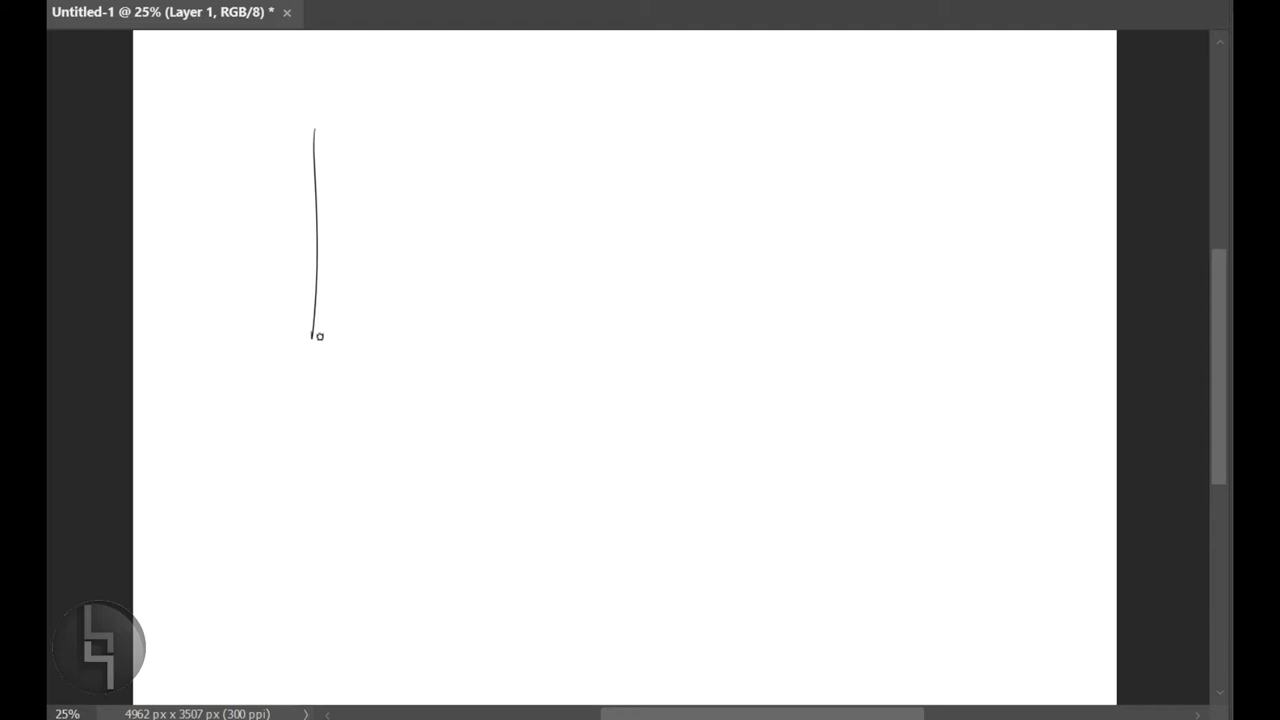 Untitled-1 @ 25% (Layer 1, RGB/8) *
25% 4962 px x 3507 px (300 ppi)